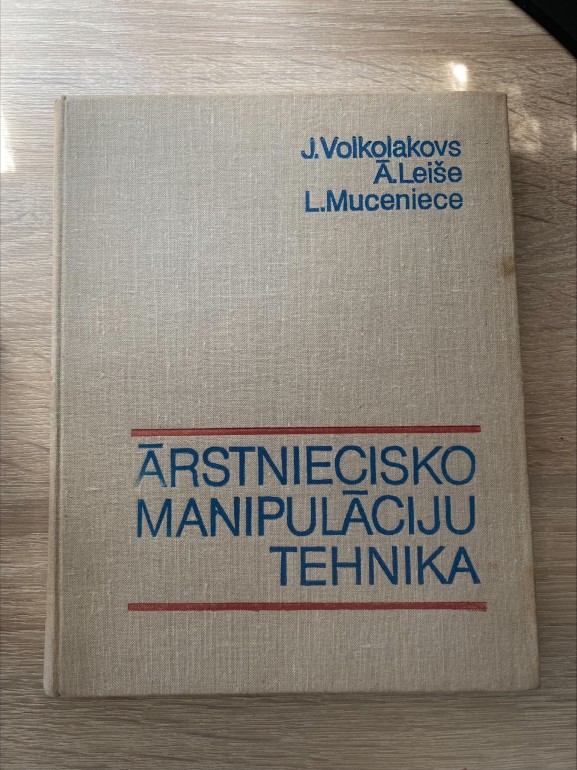 J.Volkolakovs
Ā.Leiše
L.Muceniece
ĀRSTNIECISKO
MANIPULĀCIJU
TEHNIKA